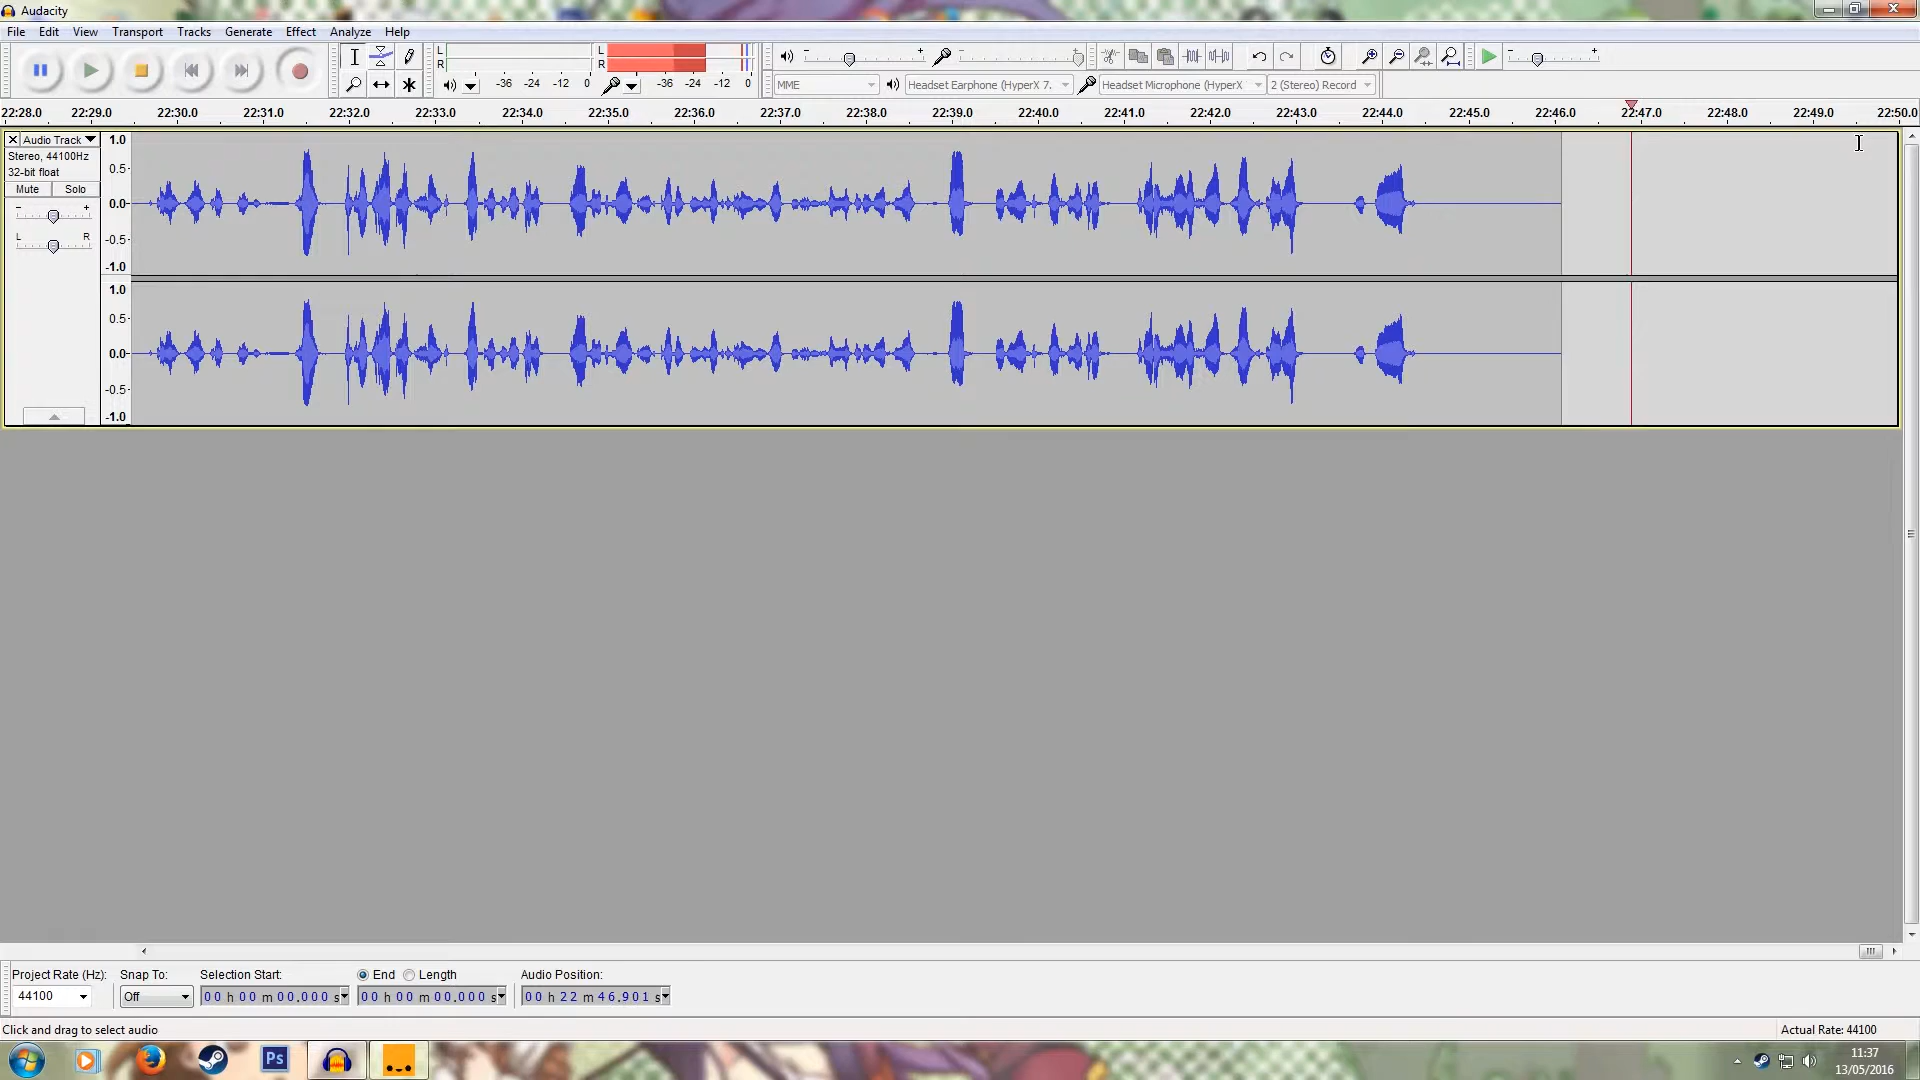 Audacity
File Edit View Transport Tracks Generate Effect Analyze Help
L L
R R
-36 -24 -12 0 -36 -24 -12 0
MME Headset Earphone (HyperX 7. Headset Microphone (HyperX 2 (Stereo) Record
22:28.0 22:29.0 22:30.0 22:31.0 22:32.0 22:33.0 22:34.0 22:35.0 22:36.0 22:37.0 22:38.0 22:39.0 22:40.0 22:41.0 22:42.0 22:43.0 22:44.0 22:45.0 22:46.0 22:47.0 22:48.0 22:49.0 22:50.0
Audio Track 1.0
Stereo, 44100Hz
32-bit float 0.5
Mute Solo
- + 0.0
L R -0.5
-1.0
1.0
0.5
0.0
-0.5
-1.0
Project Rate (Hz): Snap To: Selection Start: End Length Audio Position:
44100 Off 00 h 00 m 00.000 s 00 h 00 m 00.000 s 00 h 22 m 46.901 s
Click and drag to select audio Actual Rate: 44100
Ps 11:37
13/05/2016